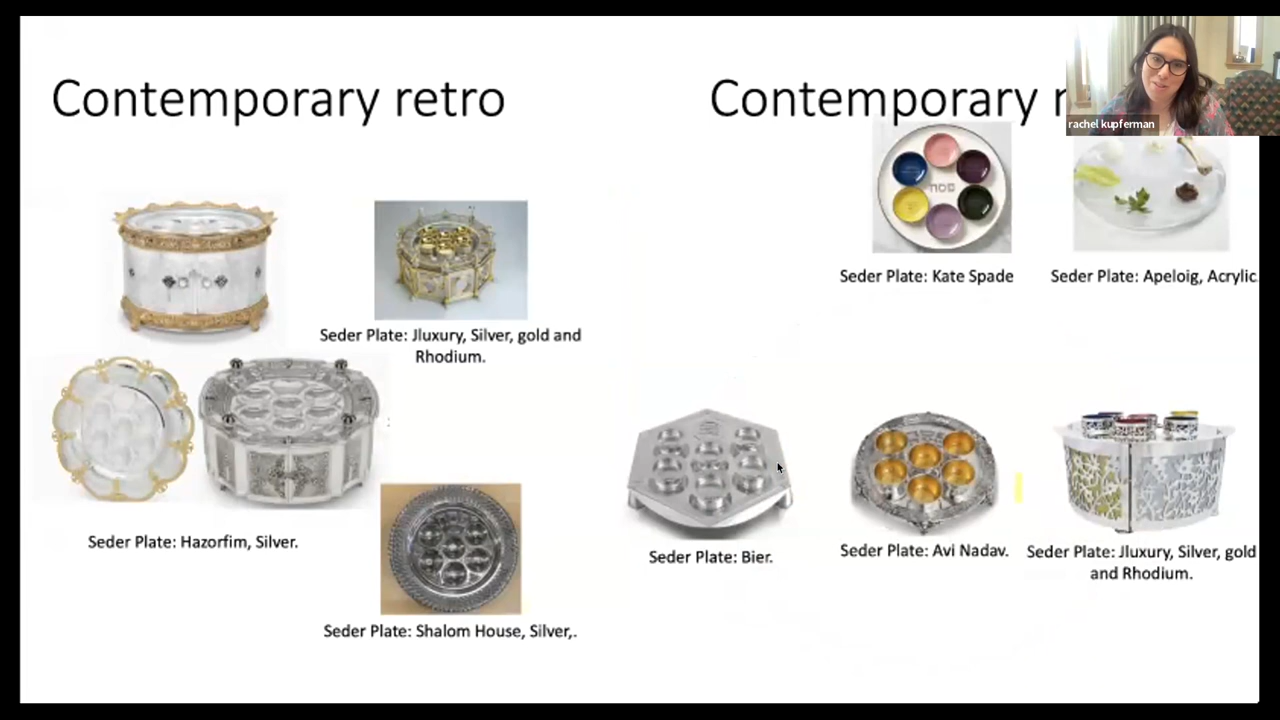 Contemporary retro
Contemporary
rachel kupferman
Seder Plate: Jluxury, Silver, gold and
Rhodium.
Seder Plate: Hazorfim, Silver.
Seder Plate: Shalom House, Silver,.
פסח
Seder Plate: Kate Spade
Seder Plate: Apeloig, Acrylic
Seder Plate: Bier.
Seder Plate: Avi Nadav.
Seder Plate: Jluxury, Silver, gold
and Rhodium.